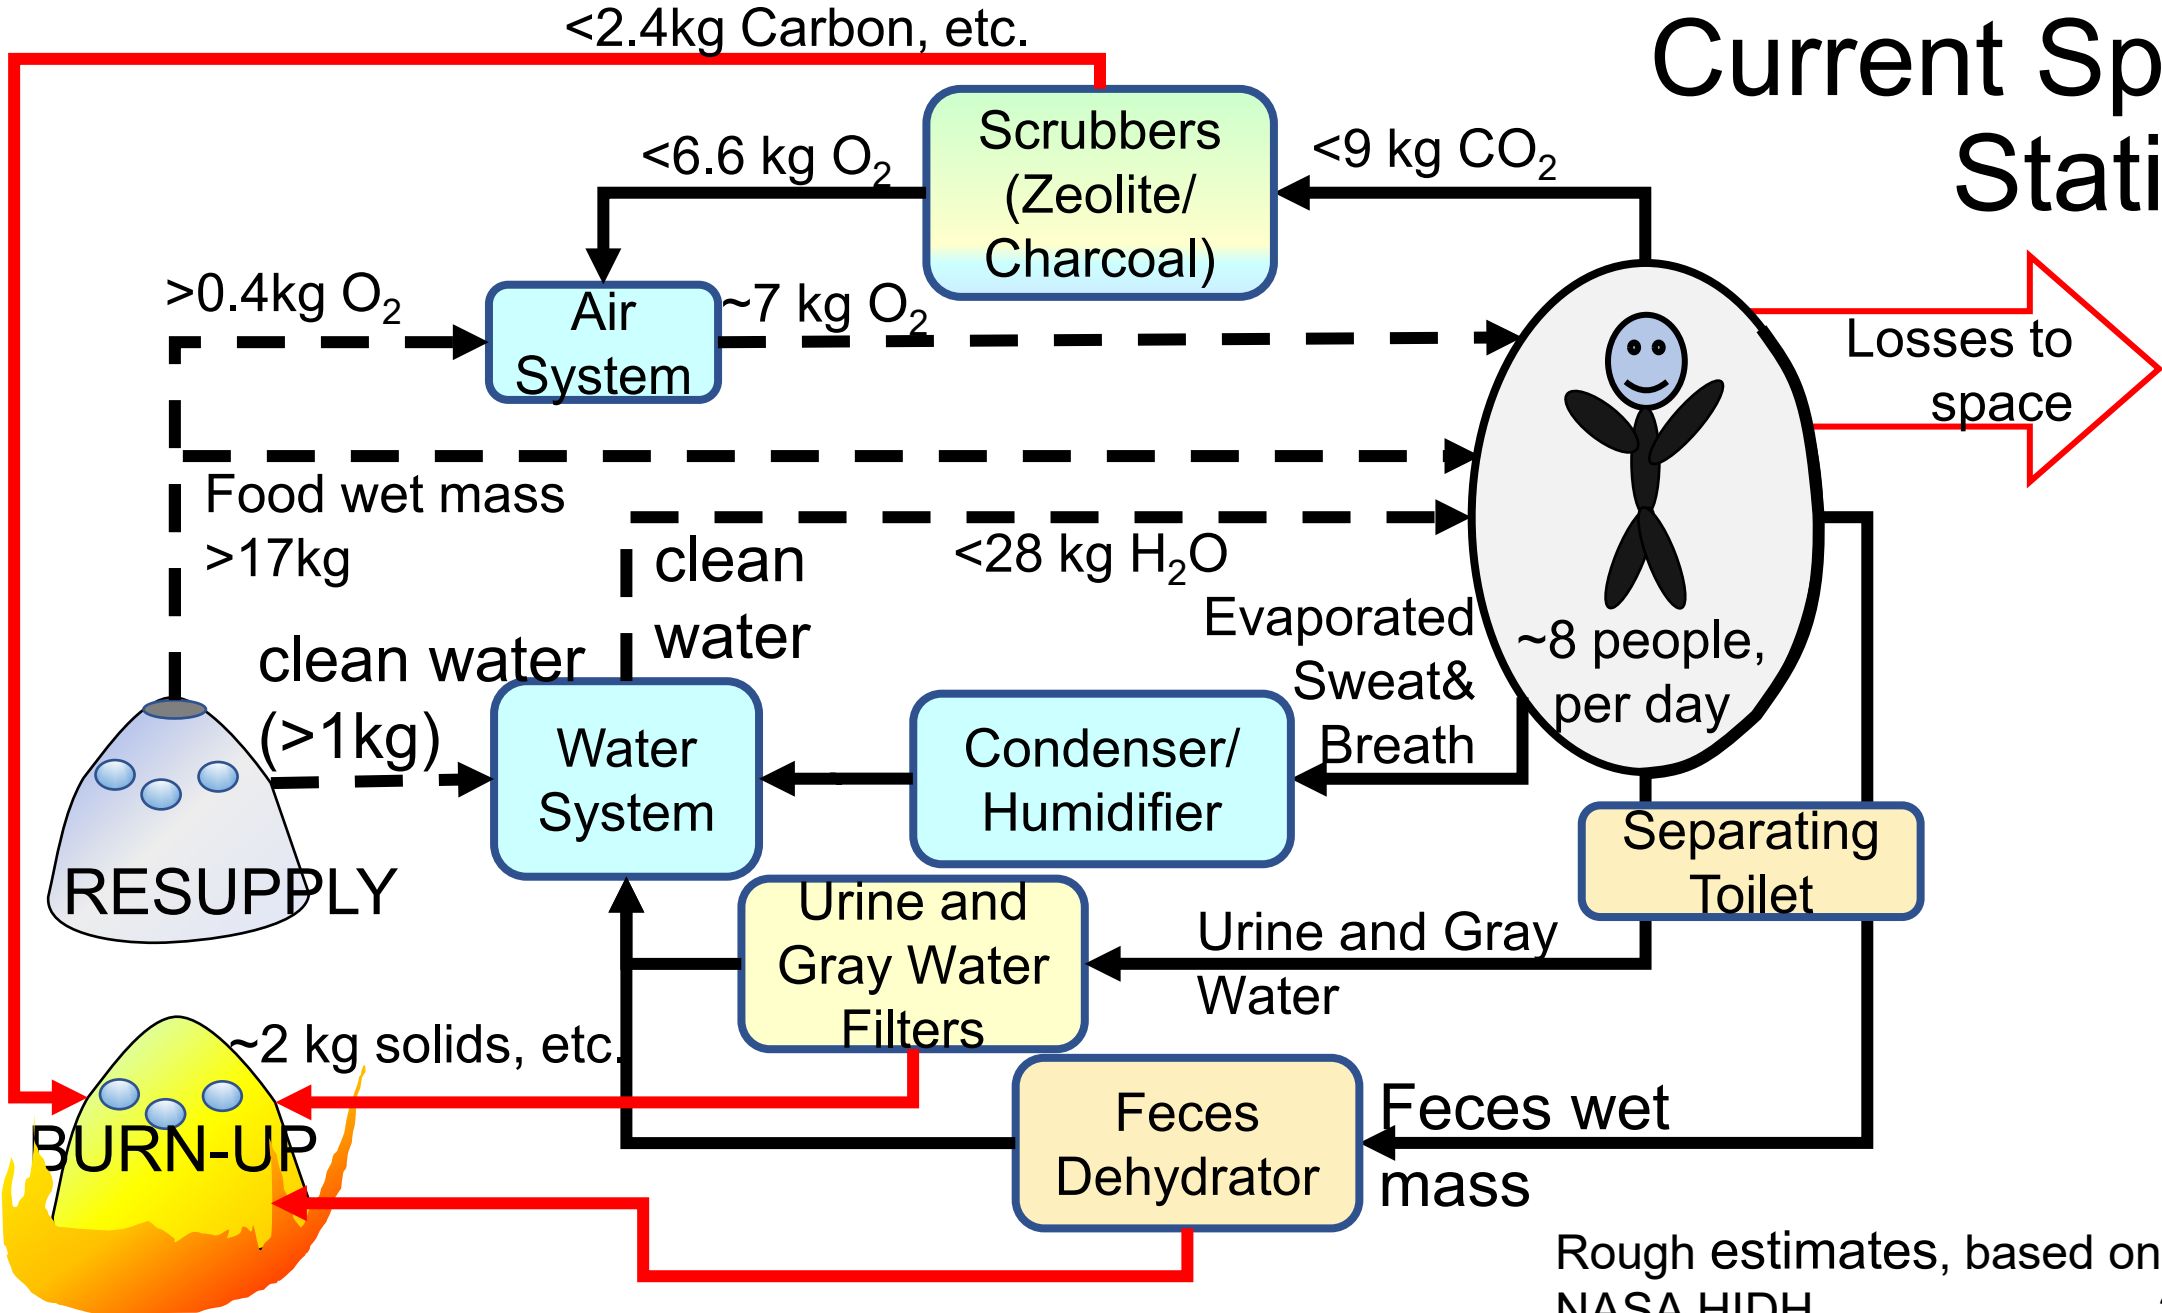 <2.4kg Carbon, etc.
Current Sp
Stati
Scrubbers
(Zeolite/
Charcoal)
<6.6 kg O₂
<9 kg CO₂
>0.4kg O₂
Air
System
~7 kg O₂
Losses to
space
Food wet mass
>17kg
clean
water
<28 kg H₂O
Evaporated
Sweat&
Breath
~8 people,
per day
clean water
(>1kg)
Water
System
Condenser/
Humidifier
Separating
Toilet
RESUPPLY
Urine and
Gray Water
Filters
Urine and Gray
Water
~2 kg solids, etc.
BURN-UP
Feces
Dehydrator
Feces wet
mass
Rough estimates, based on
NASA HIDH